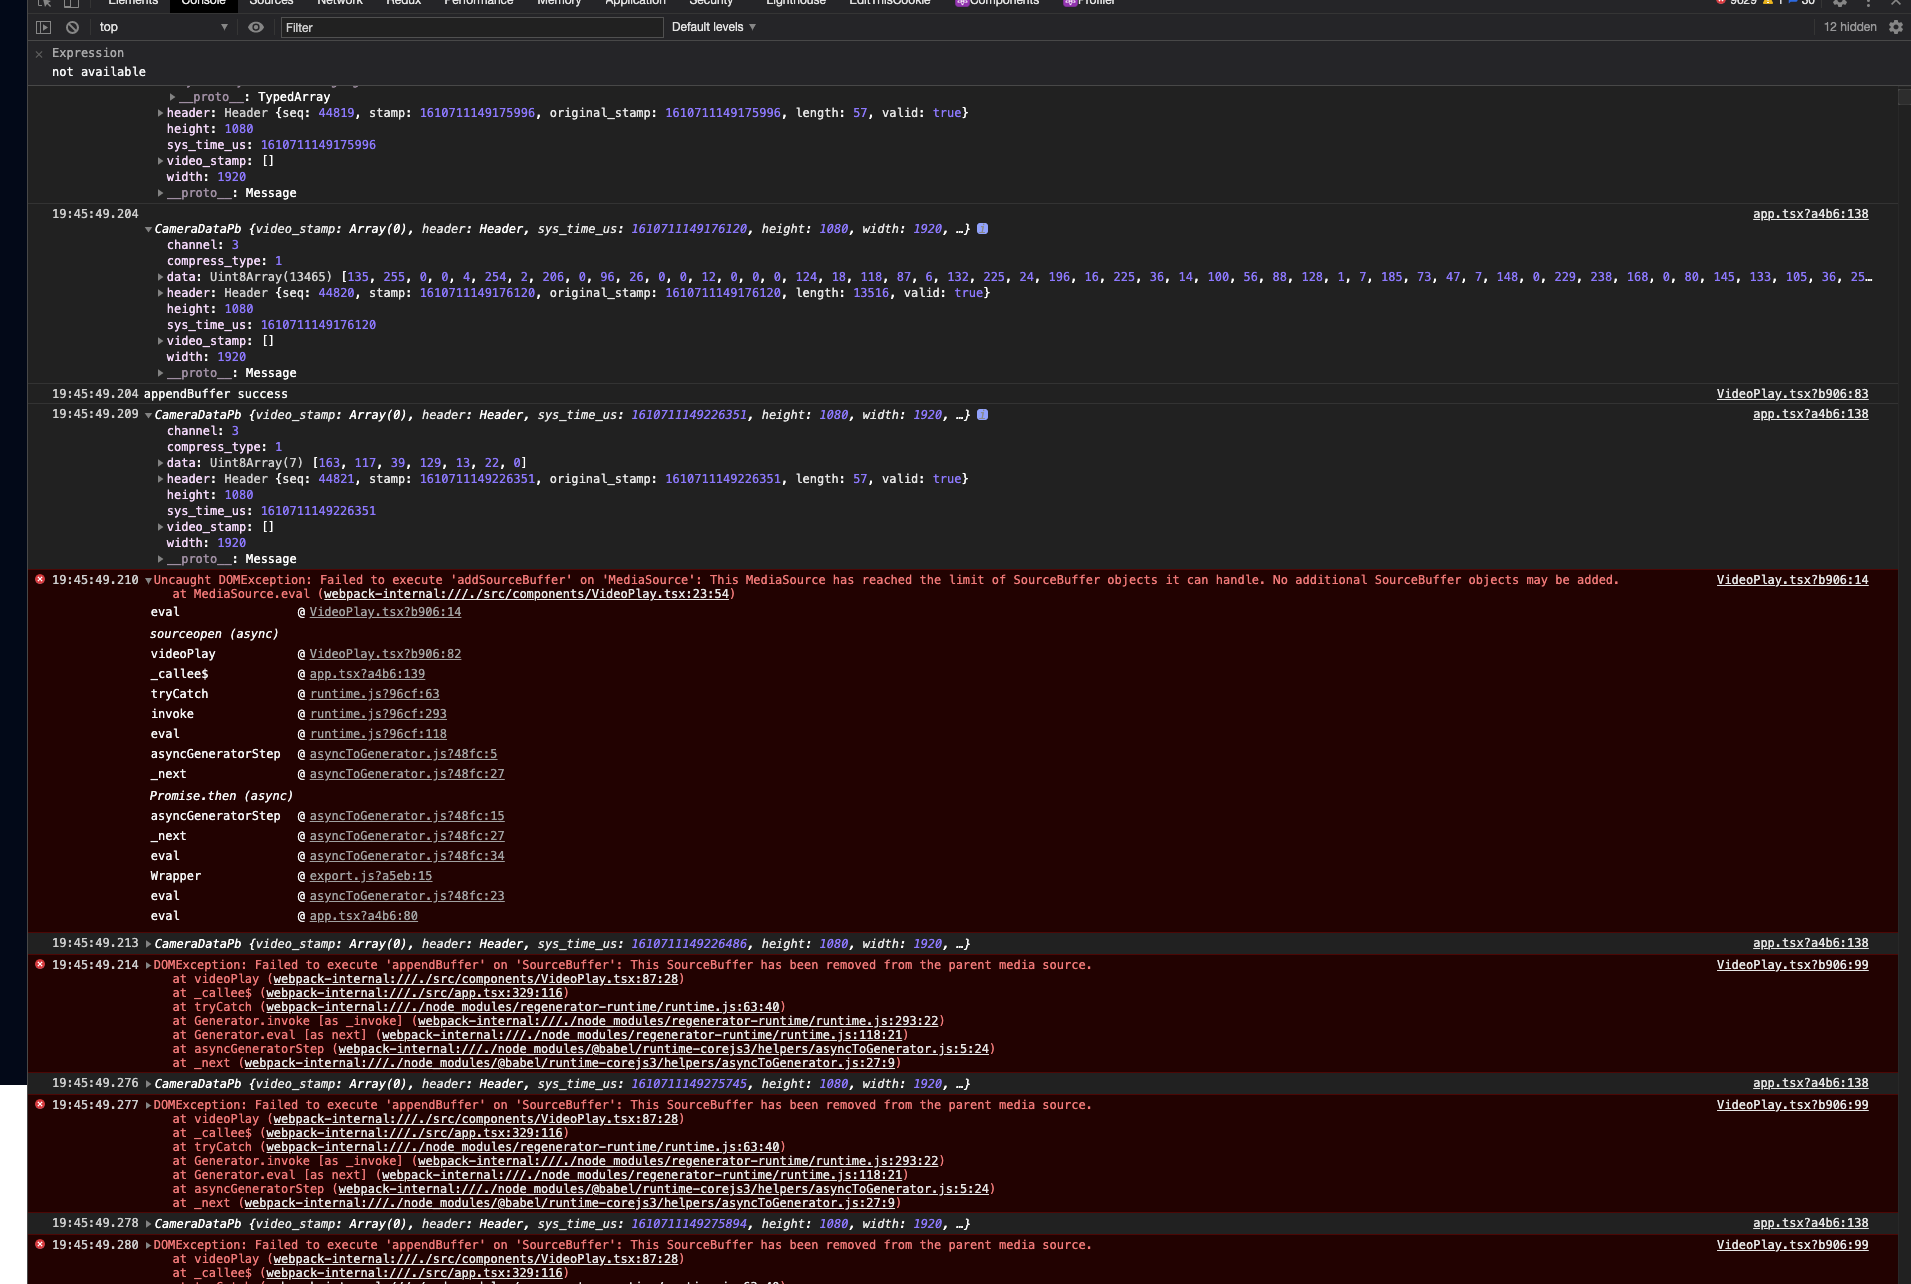 Elements Console Sources Network Redux Performance Memory Application Security Lighthouse EditThisCookie Components Profiler 9629 1 30
top Filter Default levels 12 hidden
Expression
not available
__proto__: TypedArray
header: Header {seq: 44819, stamp: 1610711149175996, original_stamp: 1610711149175996, length: 57, valid: true}
height: 1080
sys_time_us: 1610711149175996
video_stamp: []
width: 1920
__proto__: Message
19:45:49.204 app.tsx?a4b6:138
CameraDataPb {video_stamp: Array(0), header: Header, sys_time_us: 1610711149176120, height: 1080, width: 1920, …}
channel: 3
compress_type: 1
data: Uint8Array(13465) [135, 255, 0, 0, 4, 254, 2, 206, 0, 96, 26, 0, 0, 12, 0, 0, 0, 124, 18, 118, 87, 6, 132, 225, 24, 196, 16, 225, 36, 14, 100, 56, 88, 128, 1, 7, 185, 73, 47, 7, 148, 0, 229, 238, 168, 0, 80, 145, 133, 105, 36, 25…
header: Header {seq: 44820, stamp: 1610711149176120, original_stamp: 1610711149176120, length: 13516, valid: true}
height: 1080
sys_time_us: 1610711149176120
video_stamp: []
width: 1920
__proto__: Message
19:45:49.204 appendBuffer success VideoPlay.tsx?b906:83
19:45:49.209 CameraDataPb {video_stamp: Array(0), header: Header, sys_time_us: 1610711149226351, height: 1080, width: 1920, …} app.tsx?a4b6:138
channel: 3
compress_type: 1
data: Uint8Array(7) [163, 117, 39, 129, 13, 22, 0]
header: Header {seq: 44821, stamp: 1610711149226351, original_stamp: 1610711149226351, length: 57, valid: true}
height: 1080
sys_time_us: 1610711149226351
video_stamp: []
width: 1920
__proto__: Message
19:45:49.210 Uncaught DOMException: Failed to execute 'addSourceBuffer' on 'MediaSource': This MediaSource has reached the limit of SourceBuffer objects it can handle. No additional SourceBuffer objects may be added. VideoPlay.tsx?b906:14
at MediaSource.eval (webpack-internal:///./src/components/VideoPlay.tsx:23:54)
eval @ VideoPlay.tsx?b906:14
sourceopen (async)
videoPlay @ VideoPlay.tsx?b906:82
_callee$ @ app.tsx?a4b6:139
tryCatch @ runtime.js?96cf:63
invoke @ runtime.js?96cf:293
eval @ runtime.js?96cf:118
asyncGeneratorStep @ asyncToGenerator.js?48fc:5
_next @ asyncToGenerator.js?48fc:27
Promise.then (async)
asyncGeneratorStep @ asyncToGenerator.js?48fc:15
_next @ asyncToGenerator.js?48fc:27
eval @ asyncToGenerator.js?48fc:34
Wrapper @ export.js?a5eb:15
eval @ asyncToGenerator.js?48fc:23
eval @ app.tsx?a4b6:80
19:45:49.213 CameraDataPb {video_stamp: Array(0), header: Header, sys_time_us: 1610711149226486, height: 1080, width: 1920, …} app.tsx?a4b6:138
19:45:49.214 DOMException: Failed to execute 'appendBuffer' on 'SourceBuffer': This SourceBuffer has been removed from the parent media source. VideoPlay.tsx?b906:99
at videoPlay (webpack-internal:///./src/components/VideoPlay.tsx:87:28)
at _callee$ (webpack-internal:///./src/app.tsx:329:116)
at tryCatch (webpack-internal:///./node_modules/regenerator-runtime/runtime.js:63:40)
at Generator.invoke [as _invoke] (webpack-internal:///./node_modules/regenerator-runtime/runtime.js:293:22)
at Generator.eval [as next] (webpack-internal:///./node_modules/regenerator-runtime/runtime.js:118:21)
at asyncGeneratorStep (webpack-internal:///./node_modules/@babel/runtime-corejs3/helpers/asyncToGenerator.js:5:24)
at _next (webpack-internal:///./node_modules/@babel/runtime-corejs3/helpers/asyncToGenerator.js:27:9)
19:45:49.276 CameraDataPb {video_stamp: Array(0), header: Header, sys_time_us: 1610711149275745, height: 1080, width: 1920, …} app.tsx?a4b6:138
19:45:49.277 DOMException: Failed to execute 'appendBuffer' on 'SourceBuffer': This SourceBuffer has been removed from the parent media source. VideoPlay.tsx?b906:99
at videoPlay (webpack-internal:///./src/components/VideoPlay.tsx:87:28)
at _callee$ (webpack-internal:///./src/app.tsx:329:116)
at tryCatch (webpack-internal:///./node_modules/regenerator-runtime/runtime.js:63:40)
at Generator.invoke [as _invoke] (webpack-internal:///./node_modules/regenerator-runtime/runtime.js:293:22)
at Generator.eval [as next] (webpack-internal:///./node_modules/regenerator-runtime/runtime.js:118:21)
at asyncGeneratorStep (webpack-internal:///./node_modules/@babel/runtime-corejs3/helpers/asyncToGenerator.js:5:24)
at _next (webpack-internal:///./node_modules/@babel/runtime-corejs3/helpers/asyncToGenerator.js:27:9)
19:45:49.278 CameraDataPb {video_stamp: Array(0), header: Header, sys_time_us: 1610711149275894, height: 1080, width: 1920, …} app.tsx?a4b6:138
19:45:49.280 DOMException: Failed to execute 'appendBuffer' on 'SourceBuffer': This SourceBuffer has been removed from the parent media source. VideoPlay.tsx?b906:99
at videoPlay (webpack-internal:///./src/components/VideoPlay.tsx:87:28)
at _callee$ (webpack-internal:///./src/app.tsx:329:116)